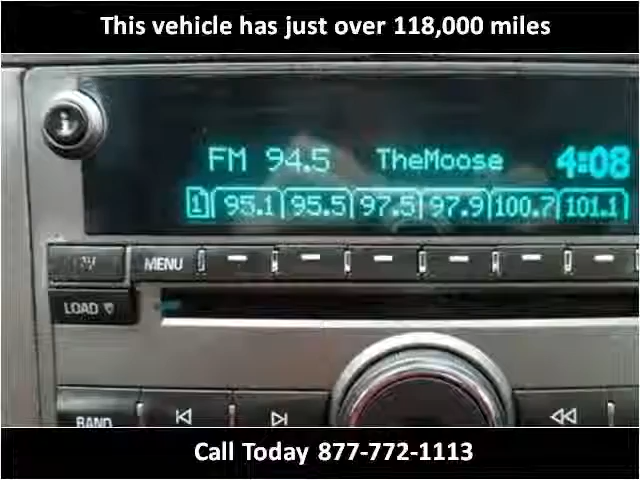 This vehicle has just over 118,000 miles
i
FM 94.5 TheMoose 4:08
1 95.1 95.5 97.5 97.9 100.7 101.1
MENU
LOAD
BAND
Call Today 877-772-1113